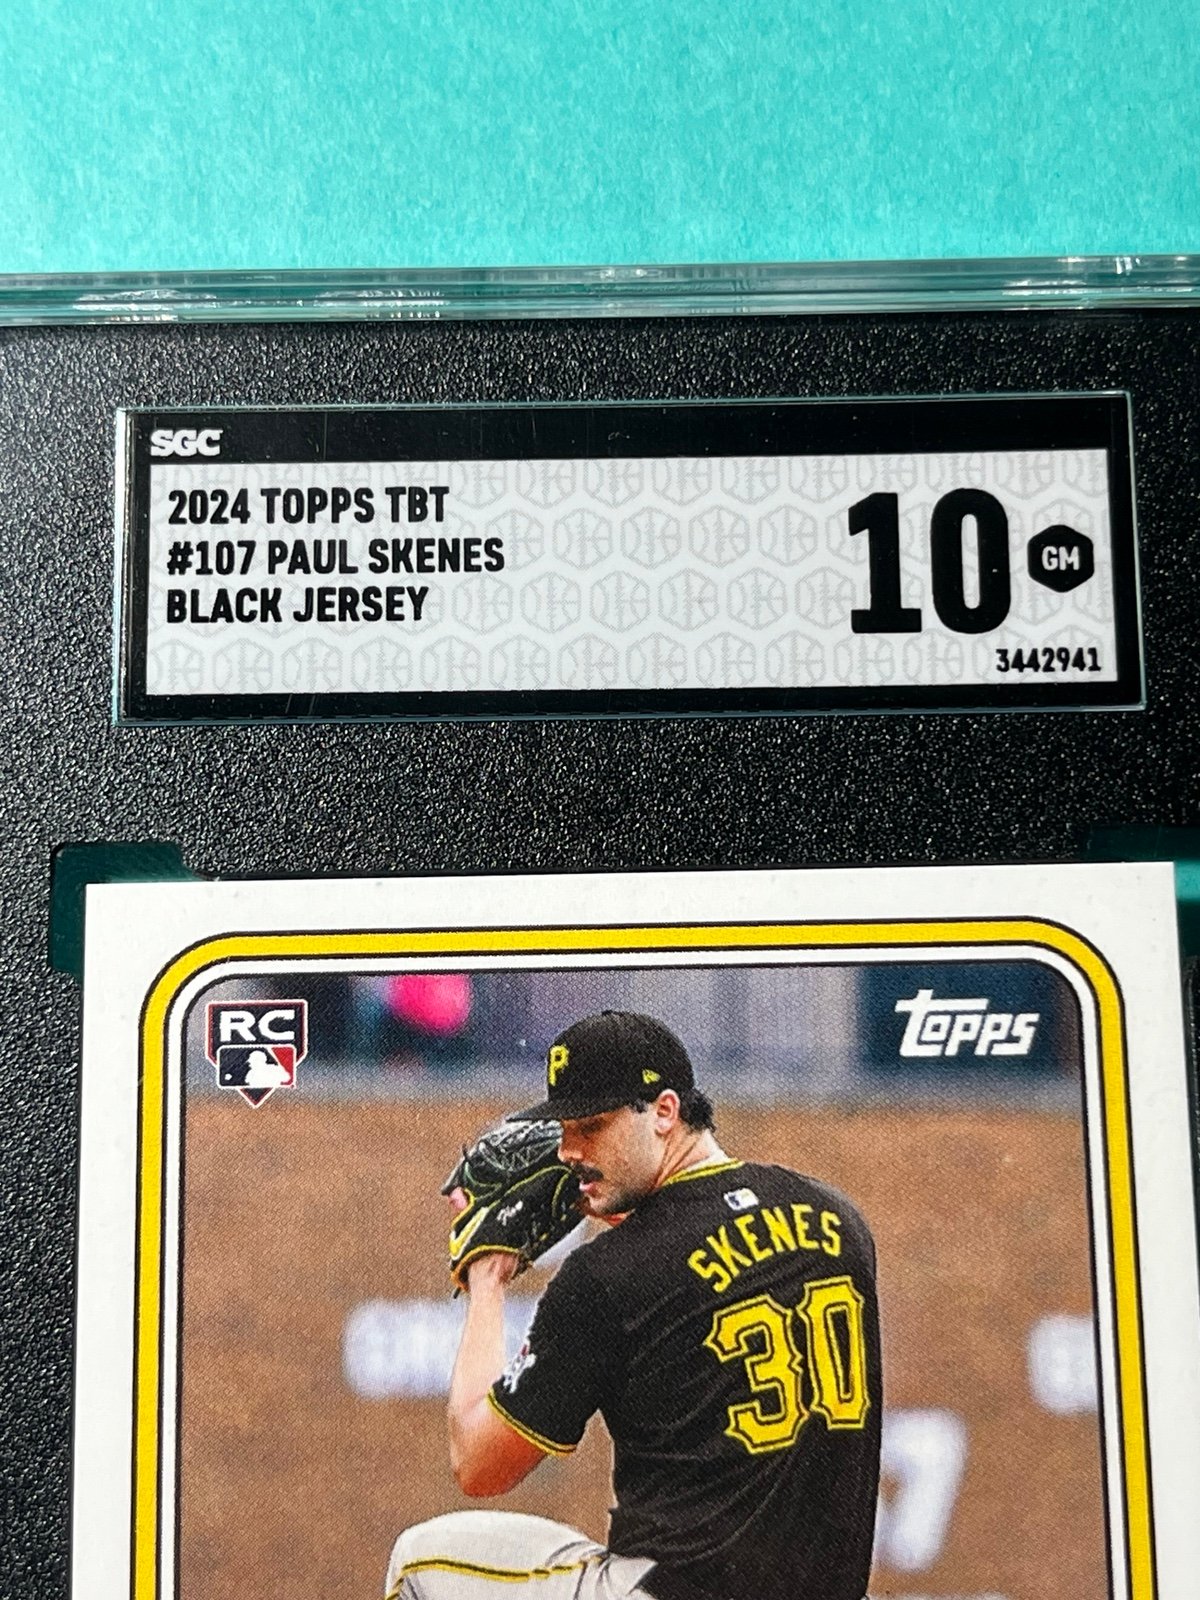 SGC
2024 TOPPS TBT
#107 PAUL SKENES
BLACK JERSEY
10
GM
3442941
RC
Topps
P
SKENES
30